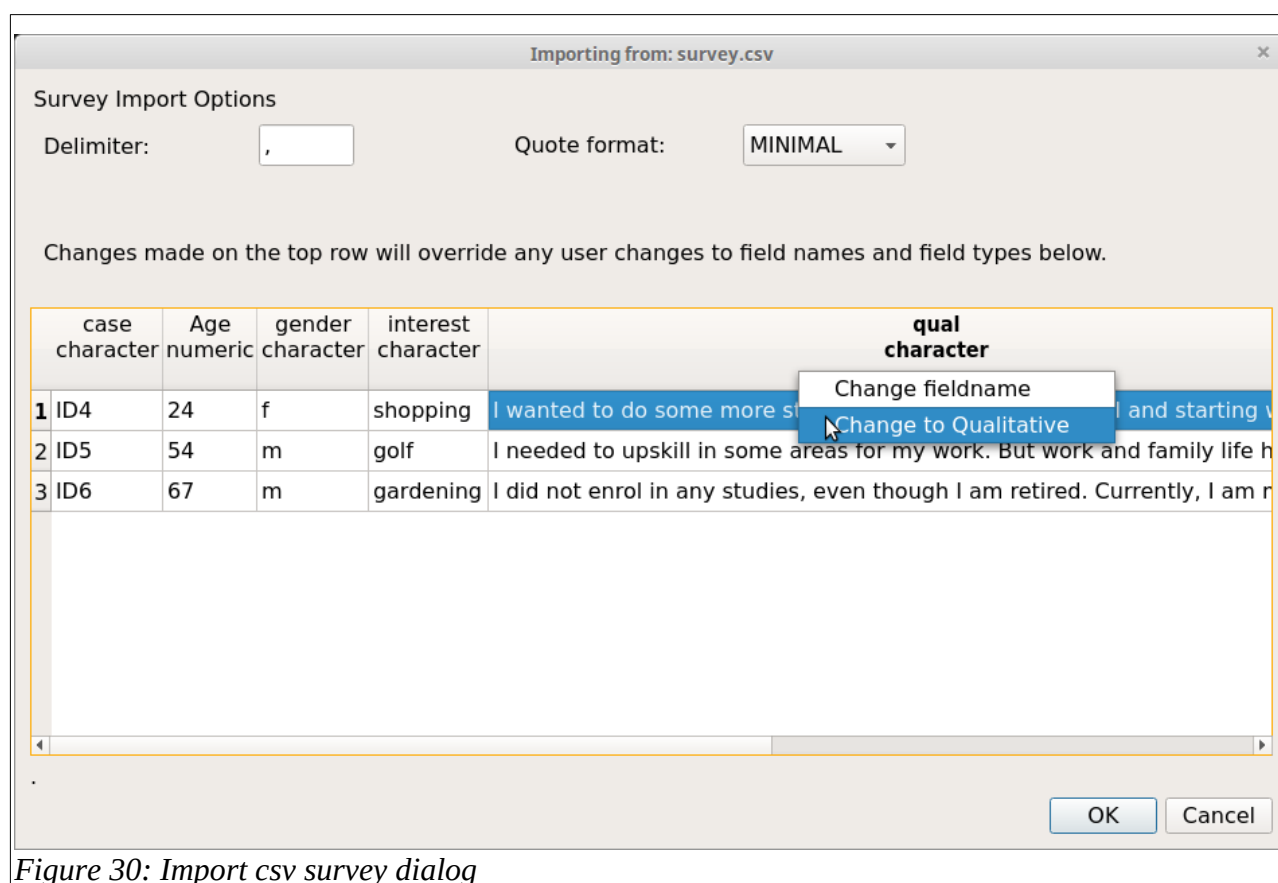 Importing from: survey.csv ×
Survey Import Options
Delimiter: , Quote format: MINIMAL
Changes made on the top row will override any user changes to field names and field types below.
case Age gender interest qual
character numeric character character character
Change fieldname
1 ID4 24 f shopping I wanted to do some more and starting
Change to Qualitative
2 ID5 54 m golf I needed to upskill in some areas for my work. But work and family life
3 ID6 67 m gardening I did not enrol in any studies, even though I am retired. Currently, I am
.
OK Cancel
Figure 30: Import csv survey dialog